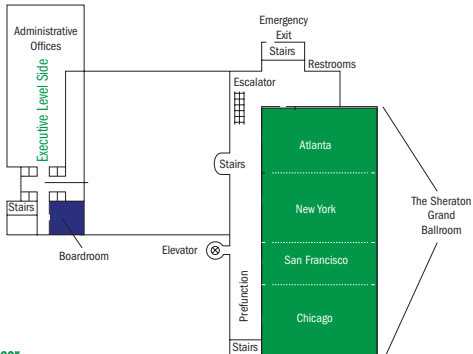 Emergency
Exit
Stairs
Restrooms
Administrative
Offices
Executive Level Side
Escalator
Atlanta
Stairs
New York
Stairs
The Sheraton
Grand
Ballroom
Boardroom
Elevator
San Francisco
Prefunction
Chicago
Stairs